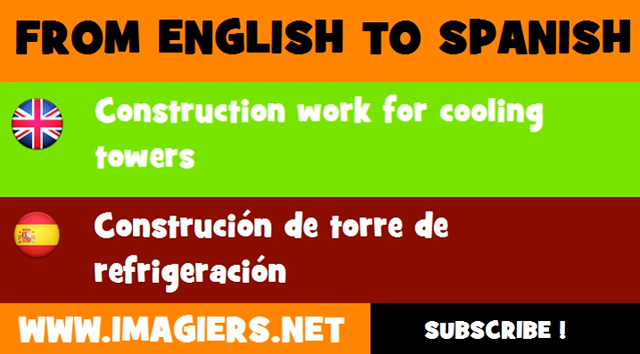 FROM ENGLISH TO SPANISH
Construction work for cooling
towers
Construción de torre de
refrigeración
WWW.IMAGIERS.NET
SUBSCRIBE !